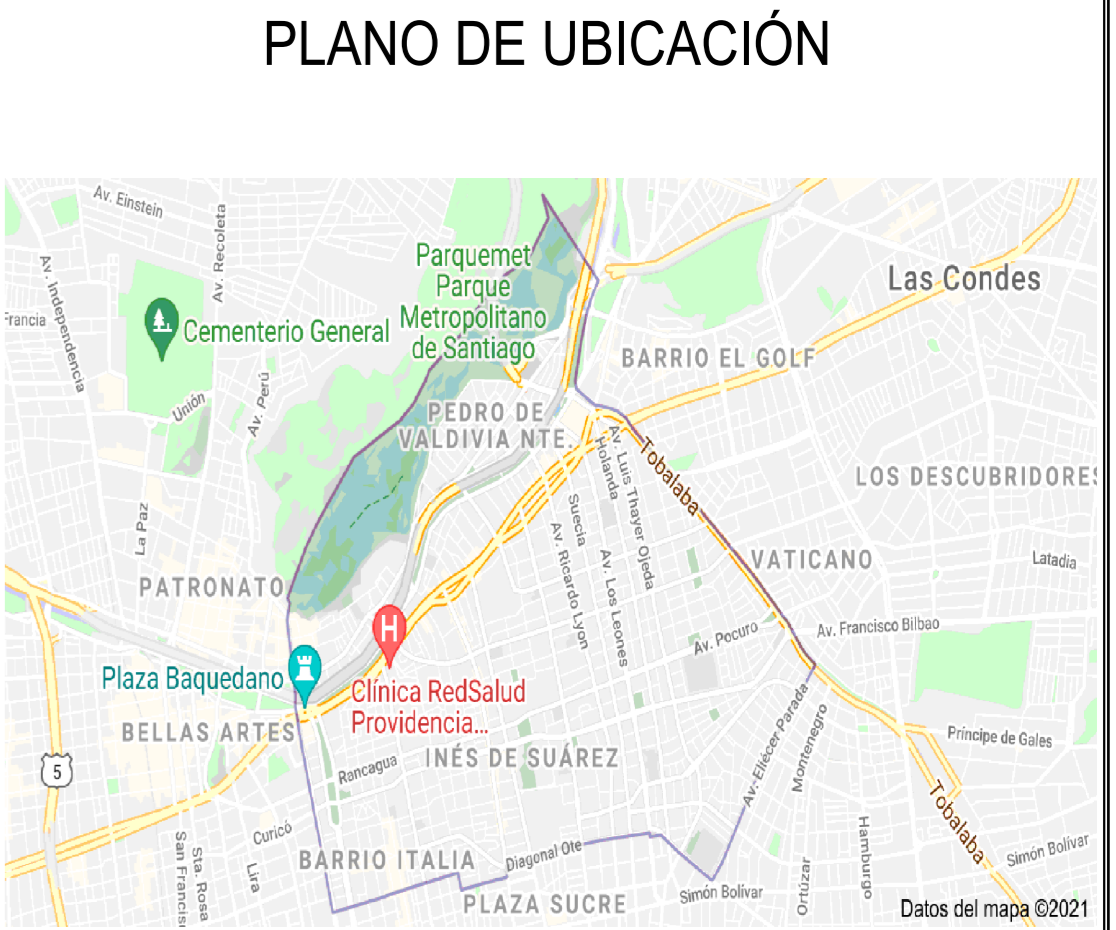 PLANO DE UBICACIÓN
Av. Einstein
Av. Recoleta
Av. Independencia
Francia
Parquemet
Parque
Metropolitano
de Santiago
Las Condes
Cementerio General
BARRIO EL GOLF
Unión
Av. Perú
PEDRO DE
VALDIVIA NTE.
Av. Luis Thayer Ojeda
Holanda
Tobalaba
LOS DESCUBRIDORES
La Paz
Suecia
Av. Ricardo Lyon
Av. Los Leones
VATICANO
Latadia
PATRONATO
H
Av. Pocuro
Av. Francisco Bilbao
Plaza Baquedano
Clínica RedSalud
Providencia...
BELLAS ARTES
INÉS DE SUÁREZ
Av. Eliécer Parada
Montenegro
Príncipe de Gales
5
Rancagua
Tobalaba
Curicó
BARRIO ITALIA
Diagonal Ote
Hamburgo
Simón Bolívar
San Francisc
Sta. Rosa
Lira
PLAZA SUCRE
Simón Bolívar
Ortúzar
Datos del mapa ©2021